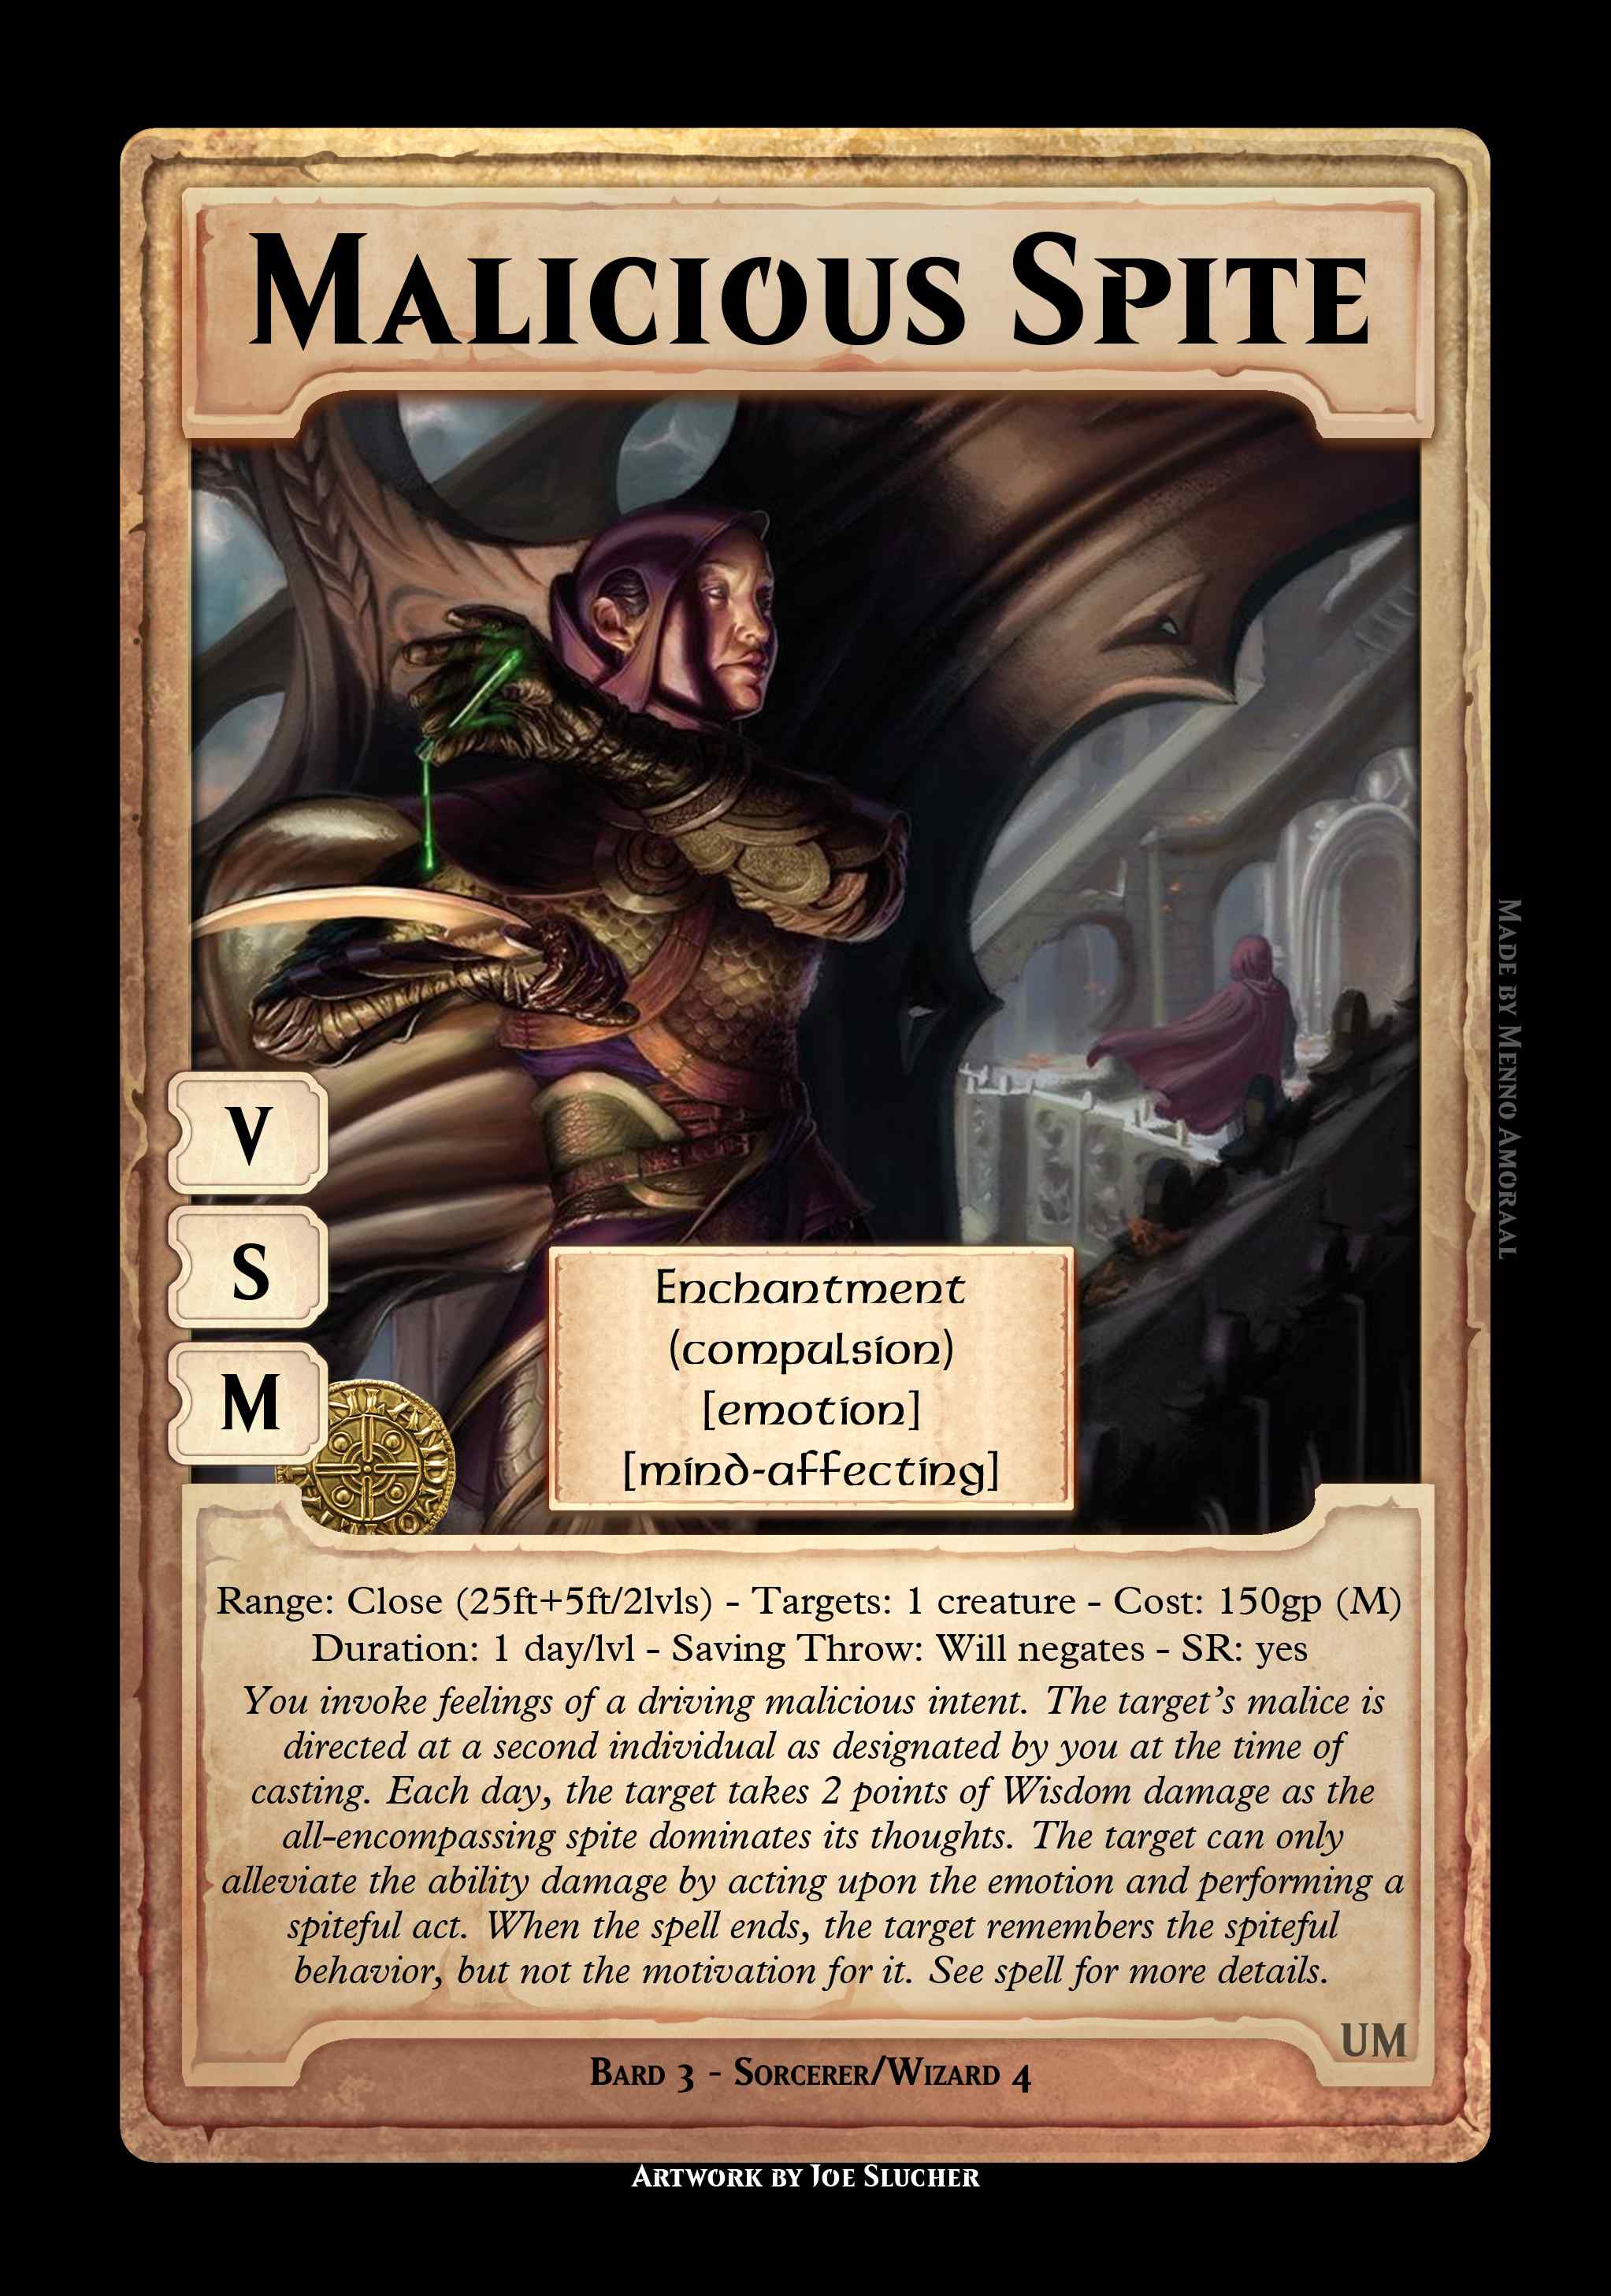 Malicious Spite
V
S
M
Enchantment
(compulsion)
[emotion]
[mind-affecting]
Range: Close (25ft+5ft/2lvls) - Targets: 1 creature - Cost: 150gp (M)
Duration: 1 day/lvl - Saving Throw: Will negates - SR: yes
You invoke feelings of a driving malicious intent. The target's malice is
directed at a second individual as designated by you at the time of
casting. Each day, the target takes 2 points of Wisdom damage as the
all-encompassing spite dominates its thoughts. The target can only
alleviate the ability damage by acting upon the emotion and performing a
spiteful act. When the spell ends, the target remembers the spiteful
behavior, but not the motivation for it. See spell for more details.
UM
Bard 3 - Sorcerer/Wizard 4
Artwork by Joe Slucher
Made by Menno Amoraal